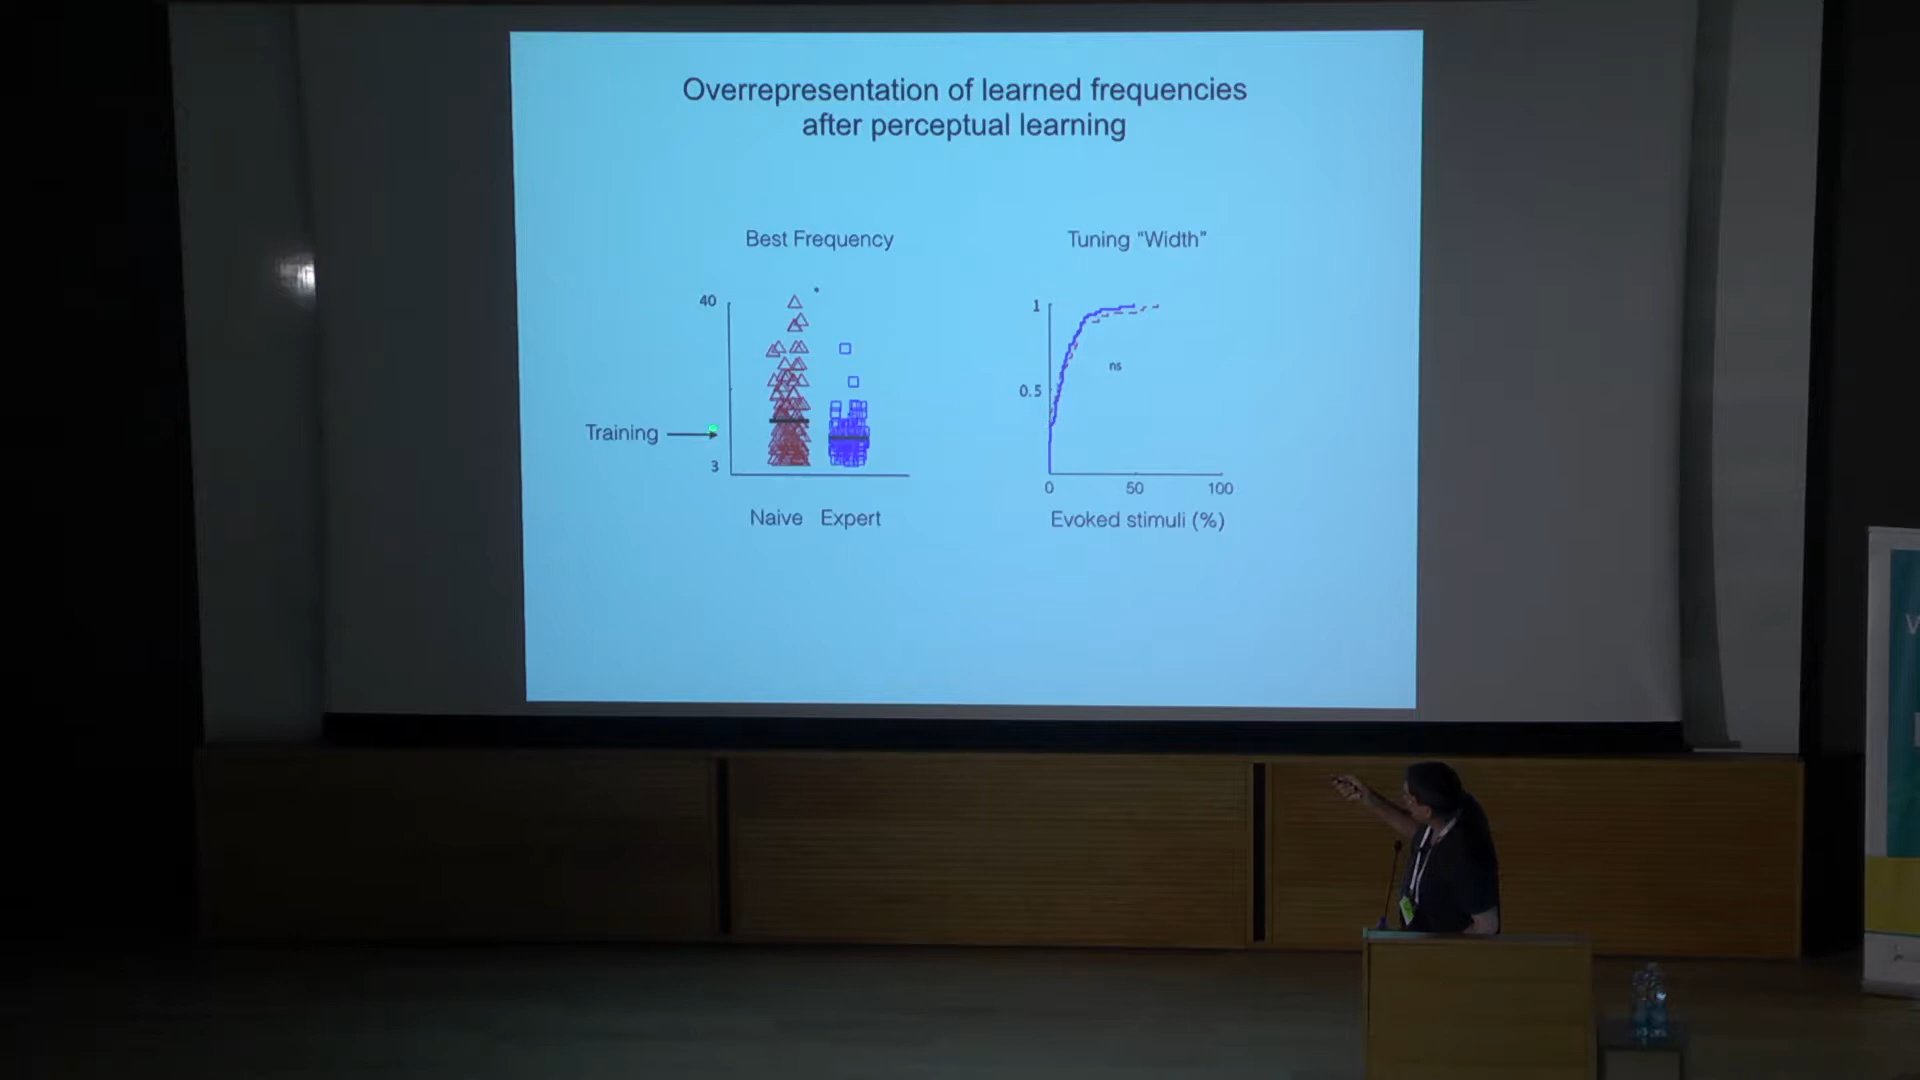 Overrepresentation of learned frequencies
after perceptual learning
Best Frequency
40
*
Training
3
Naive Expert
Tuning “Width”
1
ns
0.5
0 50 100
Evoked stimuli (%)